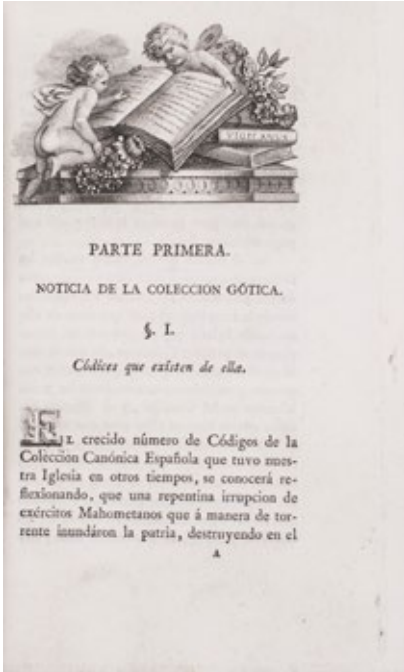 PARTE PRIMERA.
NOTICIA DE LA COLECCION GÓTICA.
§. I.
Códices que exîsten de ella.
EL crecido número de Códigos de la
Coleccion Canónica Española que tuvo nues-
tra Iglesia en otros tiempos, se conocerá re-
flexîonando, que una repentina irrupcion de
exércitos Mahometanos que á manera de tor-
rente inundáron la patria, destruyendo en el
A